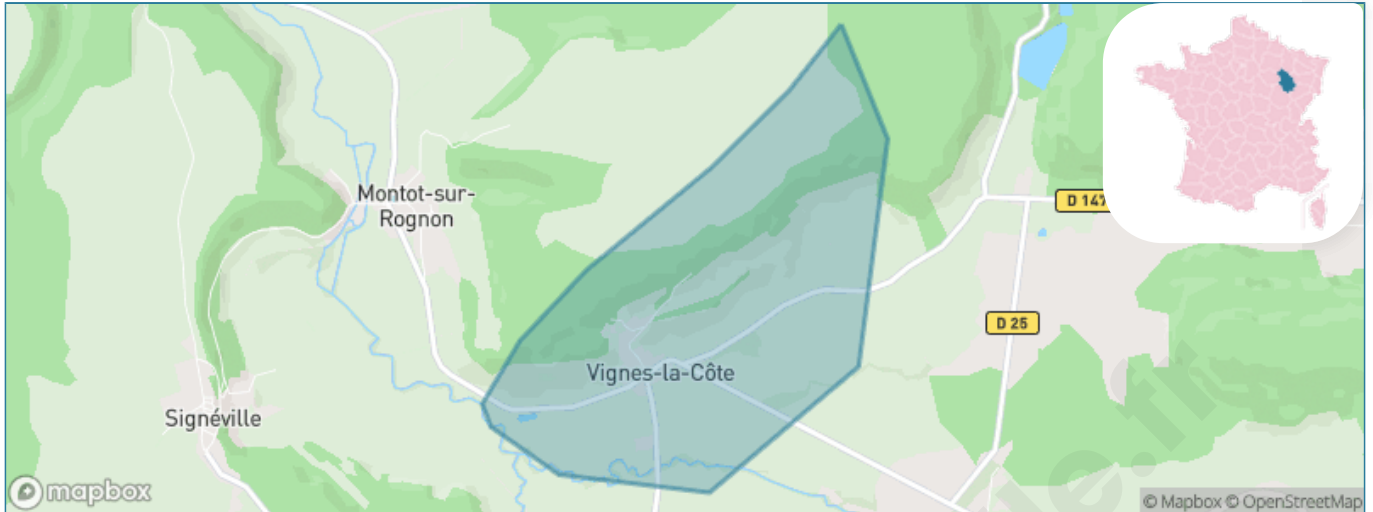 Montot-sur-
Rognon
D 147
D 25
Vignes-la-Côte
Signéville
mapbox
© Mapbox © OpenStreetMap